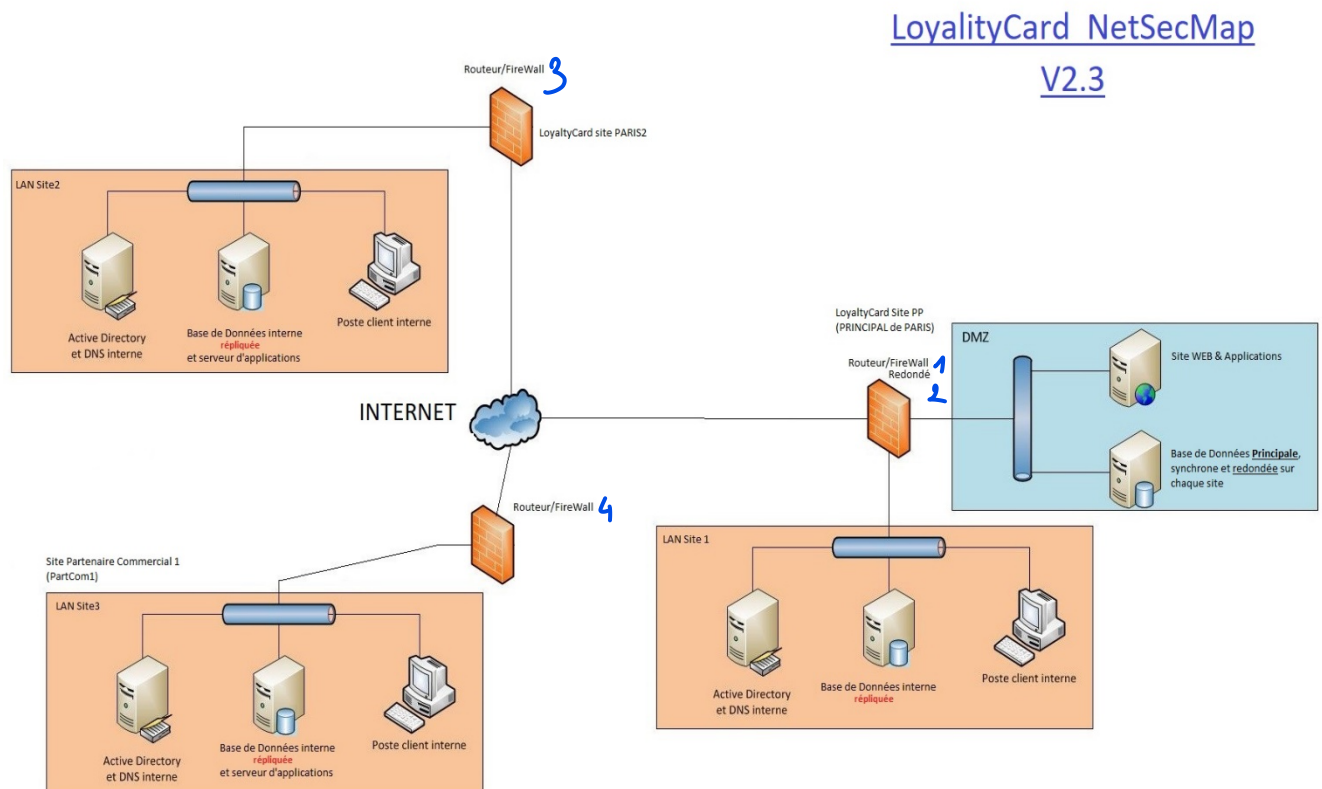 LoyalityCard NetSecMap
V2.3
Routeur/FireWall 3
LoyaltyCard site PARIS2
LAN Site2
Active Directory
et DNS interne
Base de Données interne
répliquée
et serveur d'applications
Poste client interne
INTERNET
LoyaltyCard Site PP
(PRINCIPAL de PARIS)
Routeur/FireWall 1
Redondé 2
DMZ
Site WEB & Applications
Base de Données Principale,
synchrone et redondée sur
chaque site
Routeur/FireWall 4
Site Partenaire Commercial 1
(PartCom1)
LAN Site3
Active Directory
et DNS interne
Base de Données interne
répliquée
et serveur d'applications
Poste client interne
LAN Site 1
Active Directory
et DNS interne
Base de Données interne
répliquée
Poste client interne